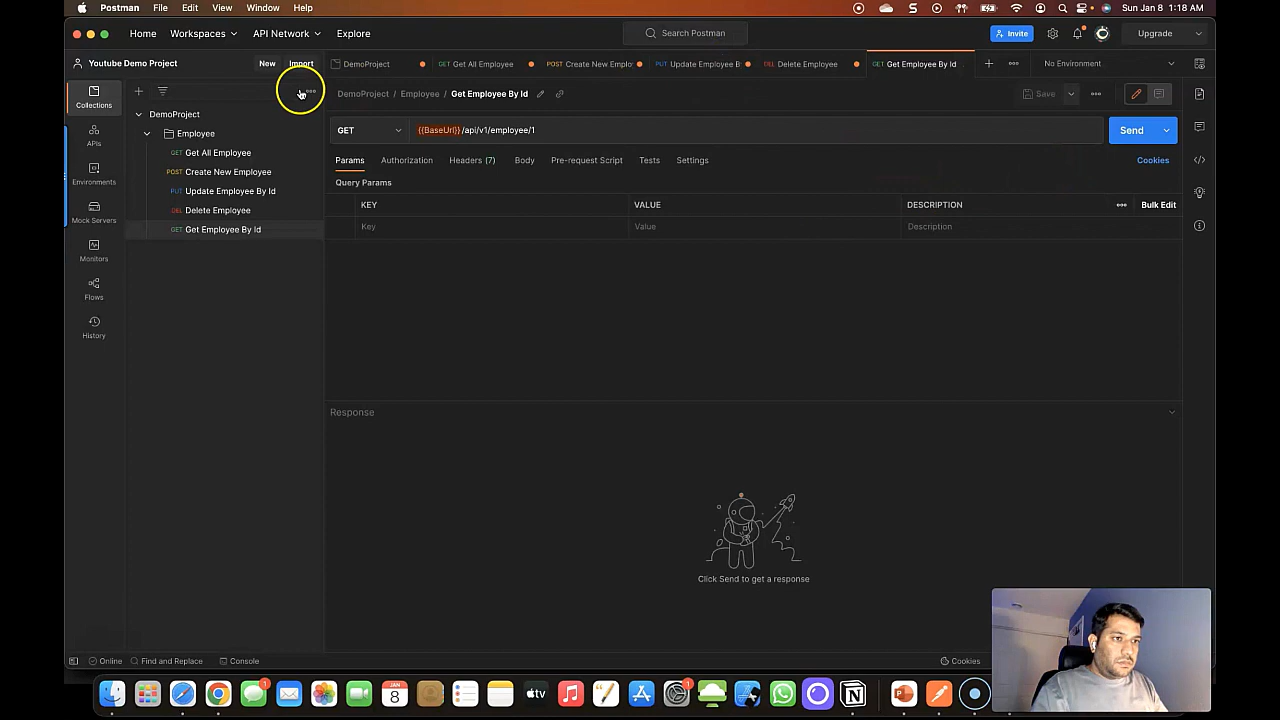 Postman File Edit View Window Help Sun Jan 8 1:18 AM
Home Workspaces API Network Explore Search Postman Invite Upgrade
Youtube Demo Project New Import DemoProject GET Get All Employee POST Create New Emplo PUT Update Employee B DEL Delete Employee GET Get Employee By Id No Environment
Collections
APIs
Environments
Mock Servers
Monitors
Flows
History
DemoProject
Employee
GET Get All Employee
POST Create New Employee
PUT Update Employee By Id
DEL Delete Employee
GET Get Employee By Id
DemoProject / Employee / Get Employee By Id Save
GET {{BaseUrl}}/api/v1/employee/1 Send
Params Authorization Headers (7) Body Pre-request Script Tests Settings Cookies
Query Params
KEY VALUE DESCRIPTION Bulk Edit
Key Value Description
Response
Click Send to get a response
Online Find and Replace Console Cookies
1 JAN 8 tv 1